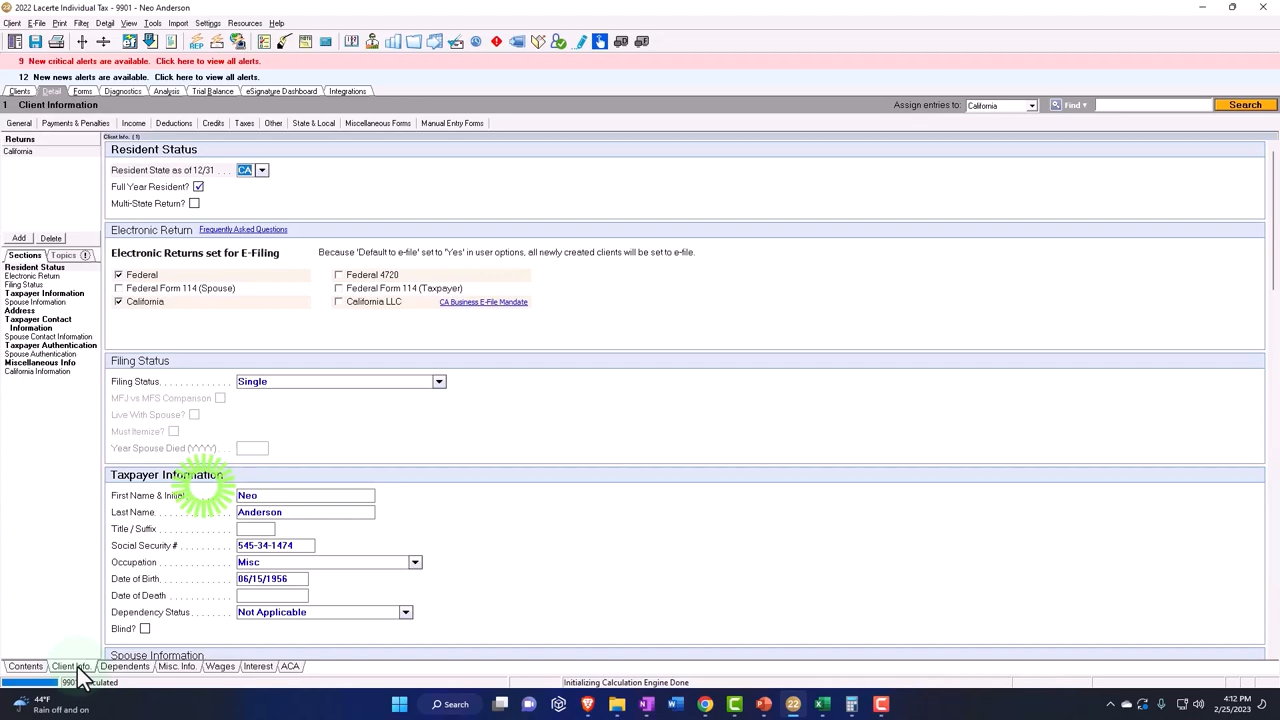 2022 Lacerte Individual Tax - 9901 - Neo Anderson
Client E-File Print Filter Detail View Tools Import Settings Resources Help
REP
9 New critical alerts are available. Click here to view all alerts.
12 New news alerts are available. Click here to view all alerts.
Clients Detail Forms Diagnostics Analysis Trial Balance eSignature Dashboard Integrations
1 Client Information Assign entries to: California Find Search
General Payments & Penalties Income Deductions Credits Taxes Other State & Local Miscellaneous Forms Manual Entry Forms
Returns
California
Add Delete
Sections Topics
Resident Status
Electronic Return
Filing Status
Taxpayer Information
Spouse Information
Address
Taxpayer Contact
Information
Spouse Contact Information
Taxpayer Authentication
Spouse Authentication
Miscellaneous Info
California Information
Client Info. (1)
Resident Status
Resident State as of 12/31 . . . CA
Full Year Resident?
Multi-State Return?
Electronic Return Frequently Asked Questions
Electronic Returns set for E-Filing Because 'Default to e-file' set to 'Yes' in user options, all newly created clients will be set to e-file.
Federal Federal 4720
Federal Form 114 (Spouse) Federal Form 114 (Taxpayer)
California California LLC CA Business E-File Mandate
Filing Status
Filing Status Single
MFJ vs MFS Comparison
Live With Spouse?
Must Itemize?
Year Spouse Died (YYYY)
Taxpayer Information
First Name & Initial Neo
Last Name Anderson
Title / Suffix
Social Security # 545-34-1474
Occupation Misc
Date of Birth 06/15/1956
Date of Death
Dependency Status Not Applicable
Blind?
Spouse Information
Contents Client Info. Dependents Misc. Info. Wages Interest ACA
Initializing Calculation Engine Done
44°F
Rain off and on
Search
22
4:12 PM
2/25/2023